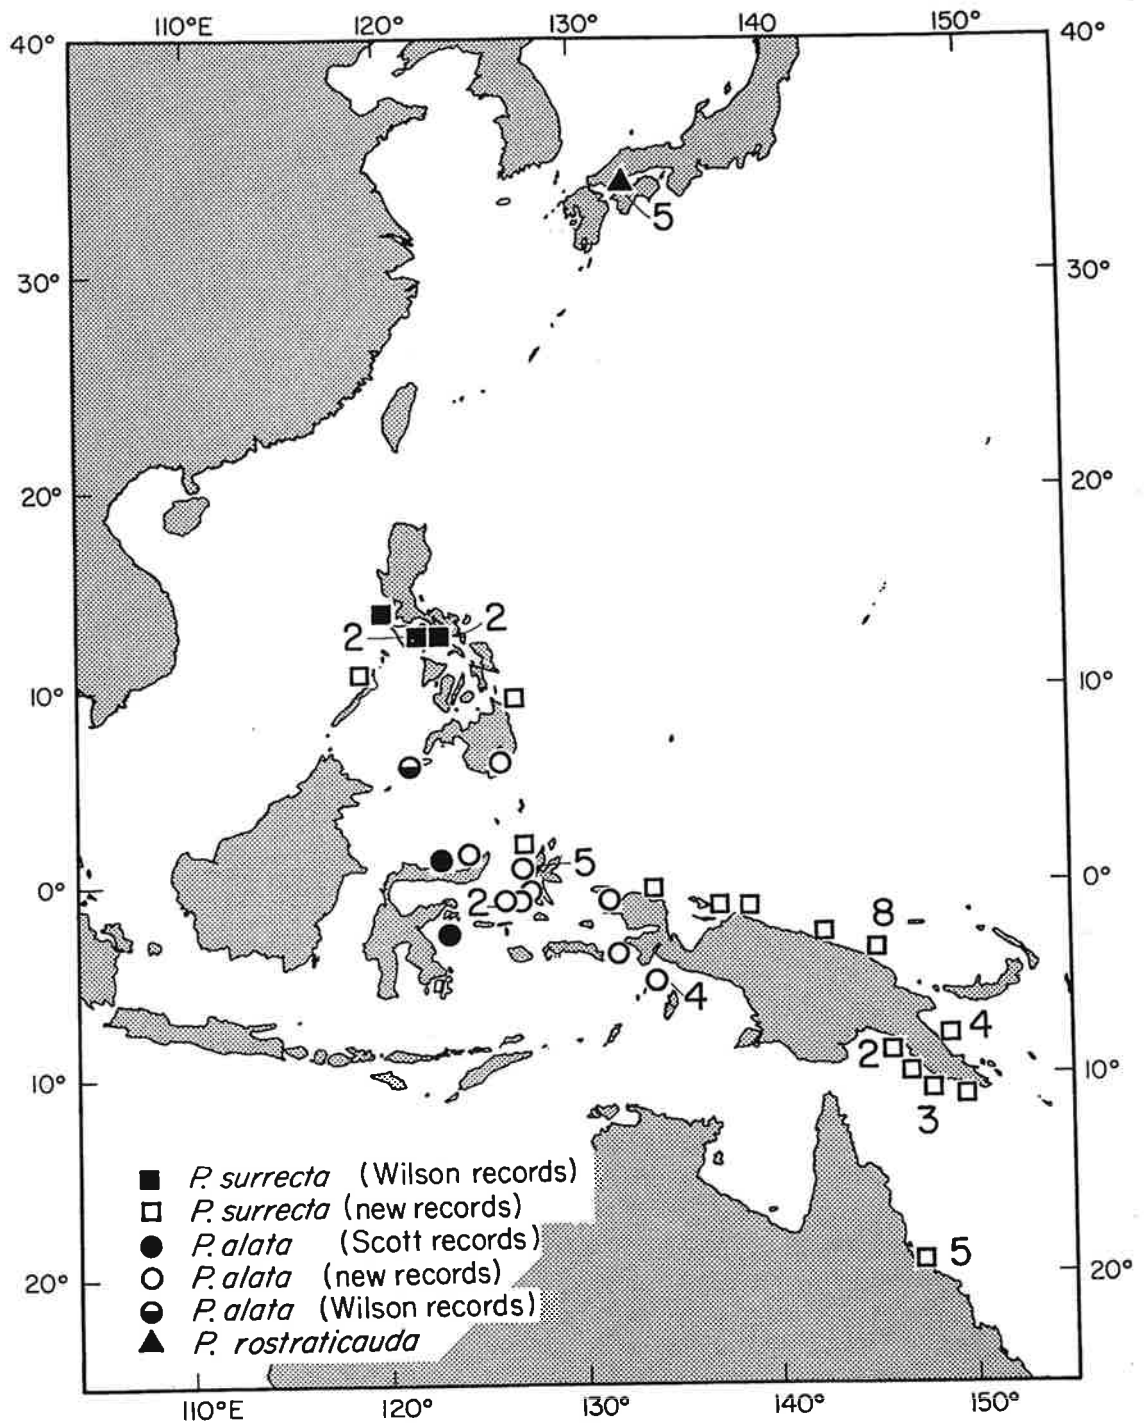 110°E 120° 130° 140 150°
40° 40°
5
30° 30°
20° 20°
2 2
10° 10°
5
0° 2 0°
8
4
4
2
10° 10°
3
■ P. surrecta (Wilson records)
□ P. surrecta (new records)
● P. alata (Scott records) 5
○ P. alata (new records)
20° 20°
◒ P. alata (Wilson records)
▲ P. rostraticauda
110°E 120° 130° 140° 150°